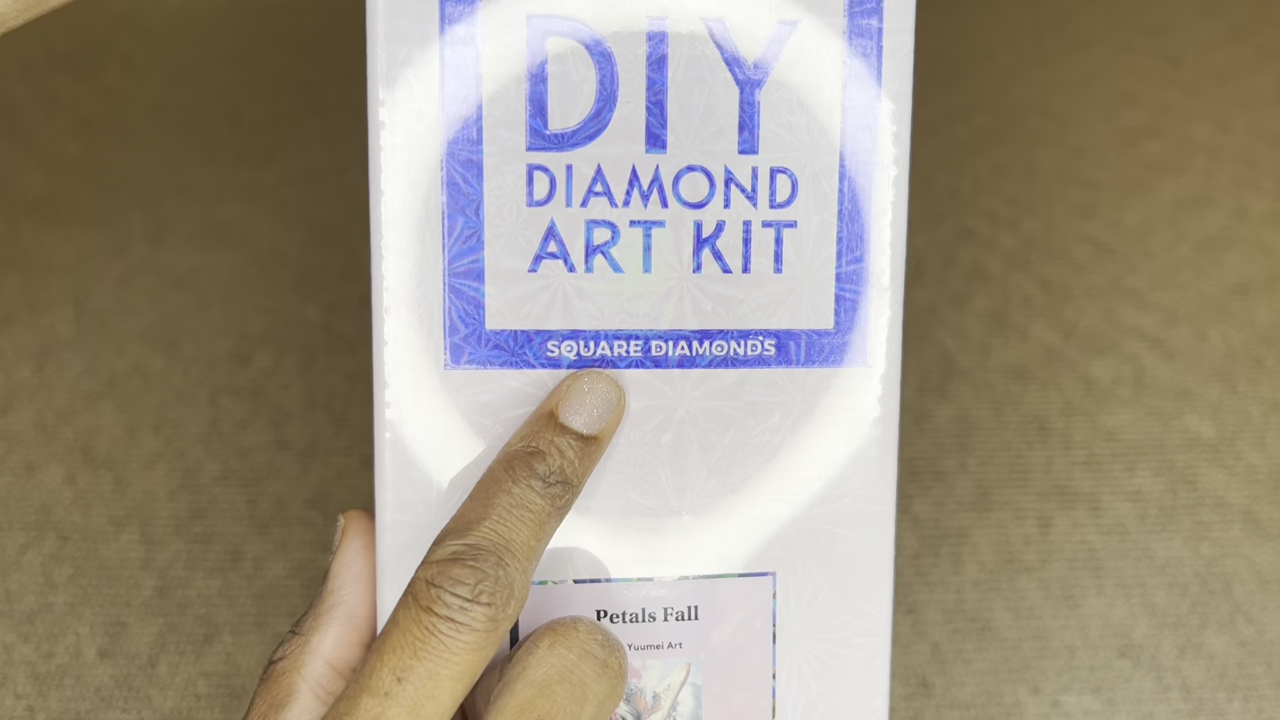 DIY
DIAMOND
ART KIT
SQUARE DIAMONDS
Petals Fall
Yuumei Art